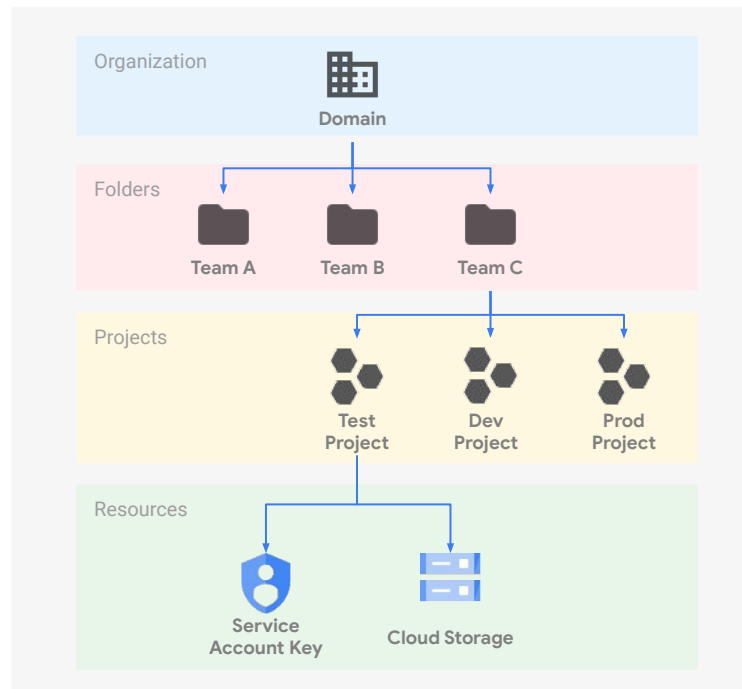 Organization
Domain
Folders
Team A
Team B
Team C
Projects
Test
Project
Dev
Project
Prod
Project
Resources
Service
Account Key
Cloud Storage